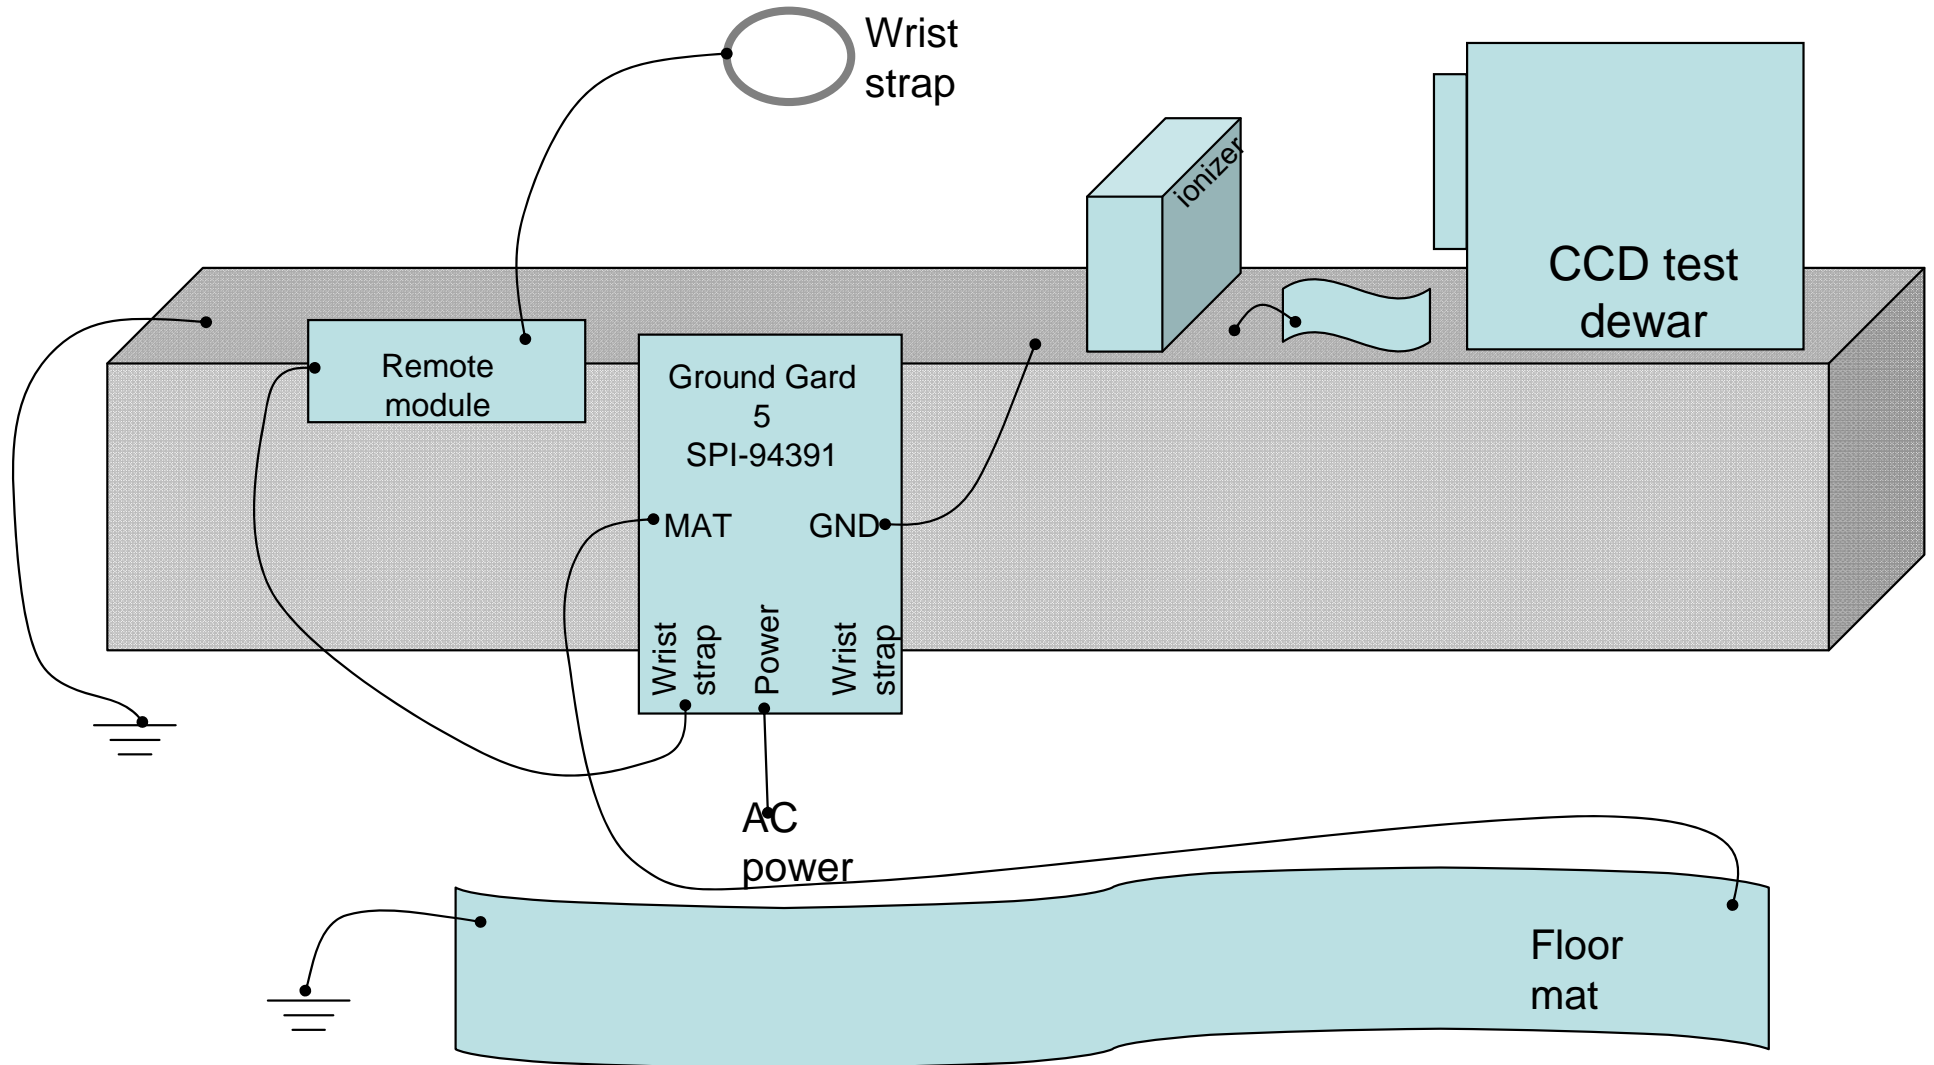 Wrist
strap
ionizer
CCD test
dewar
Remote
module
Ground Gard
5
SPI-94391
MAT
GND
Wrist
strap
Power
Wrist
strap
AC
power
Floor
mat